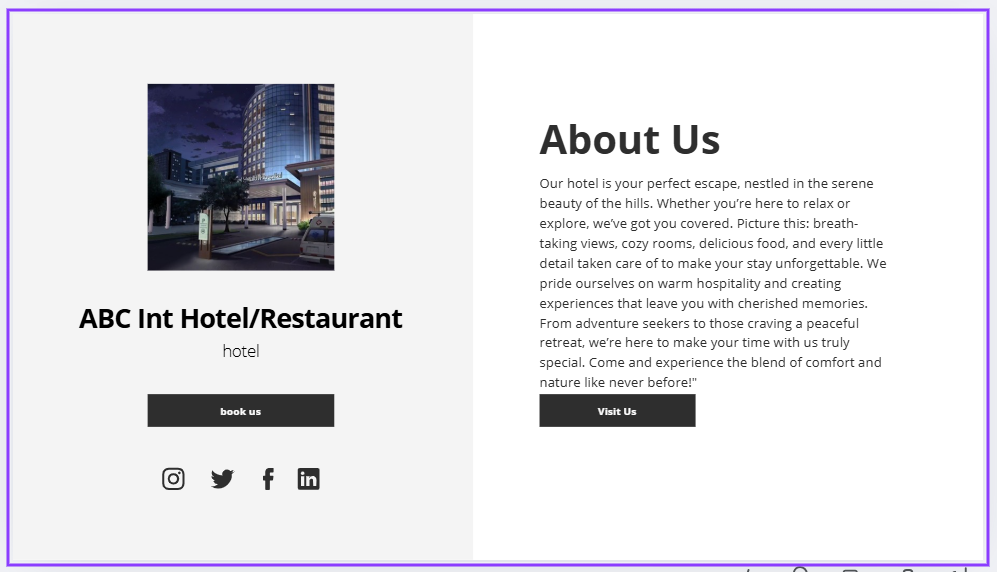 ABC Int Hotel/Restaurant
hotel
book us
About Us
Our hotel is your perfect escape, nestled in the serene
beauty of the hills. Whether you’re here to relax or
explore, we’ve got you covered. Picture this: breath-
taking views, cozy rooms, delicious food, and every little
detail taken care of to make your stay unforgettable. We
pride ourselves on warm hospitality and creating
experiences that leave you with cherished memories.
From adventure seekers to those craving a peaceful
retreat, we’re here to make your time with us truly
special. Come and experience the blend of comfort and
nature like never before!"
Visit Us